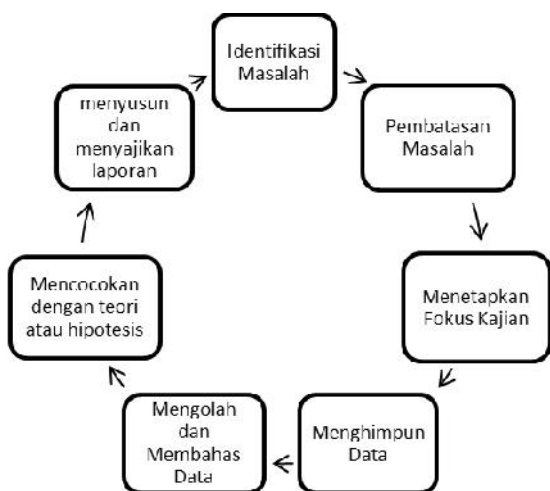 Identifikasi
Masalah
Pembatasan
Masalah
Menetapkan
Fokus Kajian
Menghimpun
Data
Mengolah
dan
Membahas
Data
Mencocokan
dengan teori
atau hipotesis
menyusun
dan
menyajikan
laporan